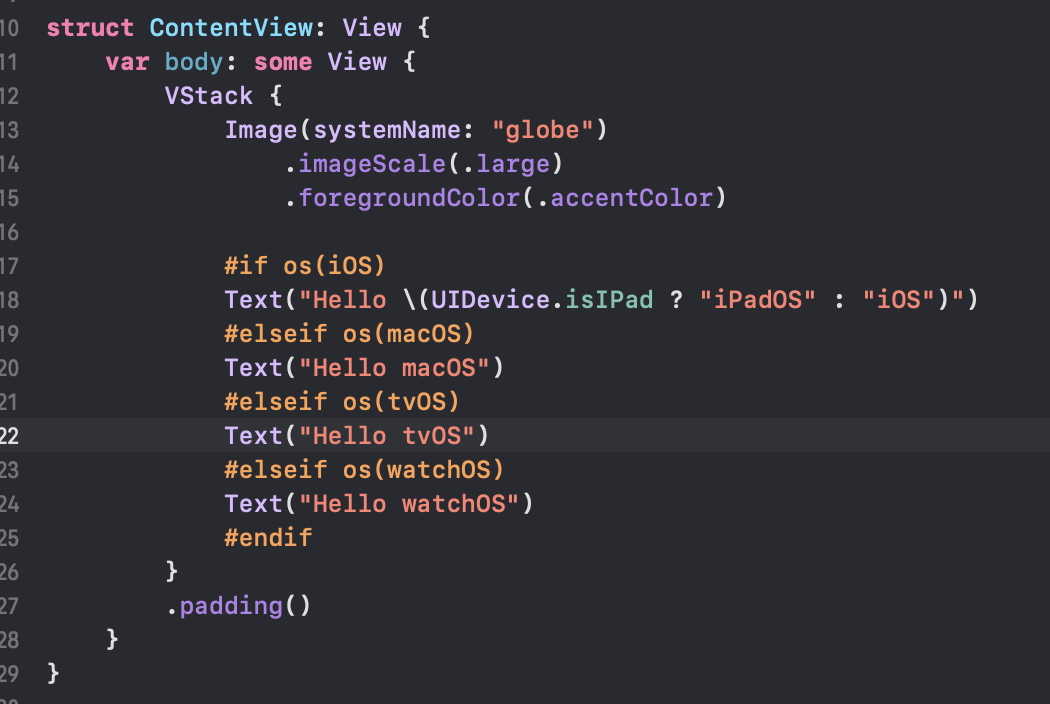 10 struct ContentView: View {
11     var body: some View {
12         VStack {
13             Image(systemName: "globe")
14                 .imageScale(.large)
15                 .foregroundColor(.accentColor)
16
17             #if os(iOS)
18             Text("Hello \(UIDevice.isIPad ? "iPadOS" : "iOS")")
19             #elseif os(macOS)
20             Text("Hello macOS")
21             #elseif os(tvOS)
22             Text("Hello tvOS")
23             #elseif os(watchOS)
24             Text("Hello watchOS")
25             #endif
26         }
27         .padding()
28     }
29 }